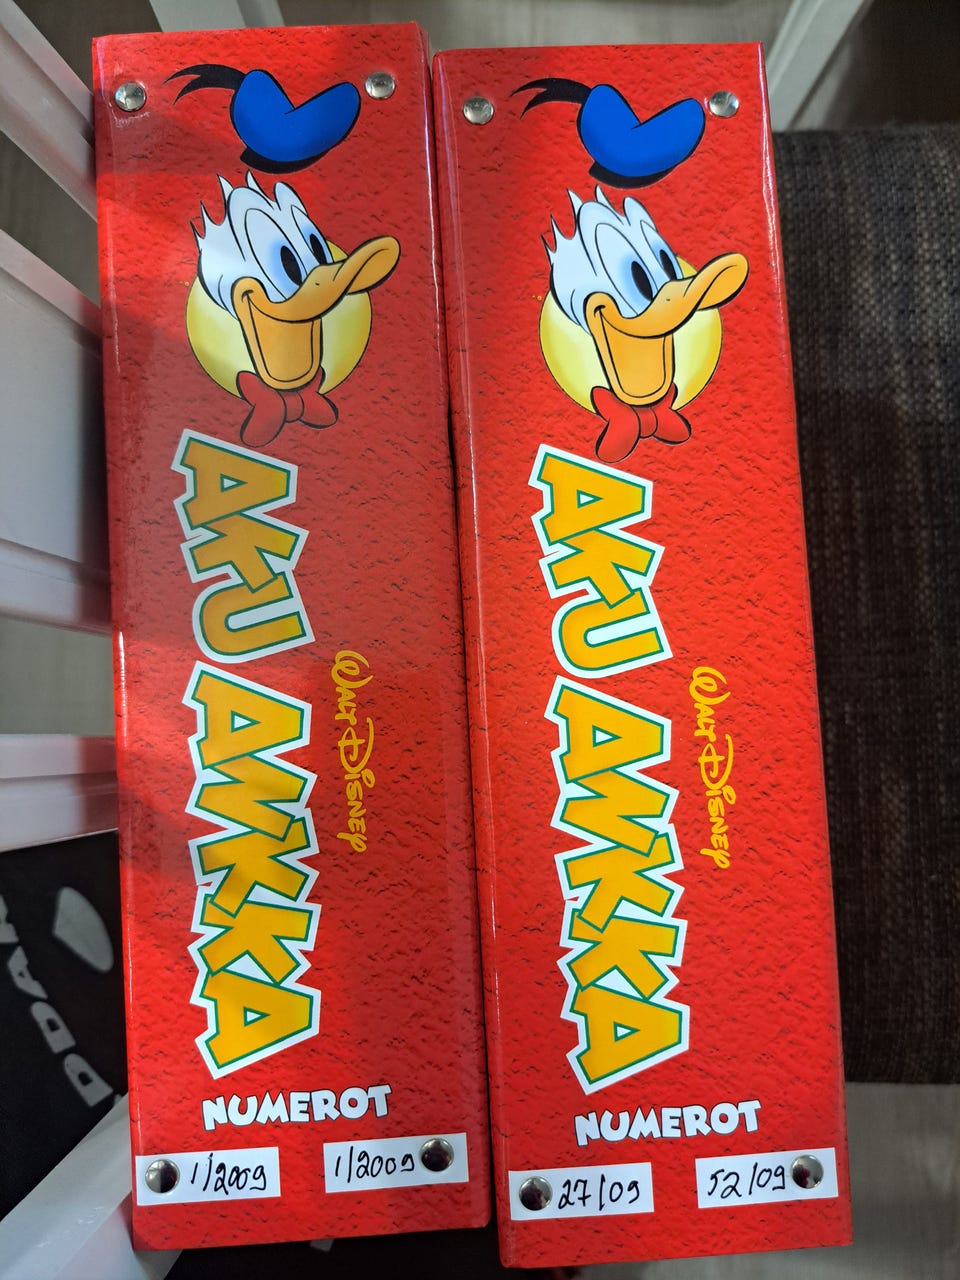 AKU ANKKA
WALT DISNEY
NUMEROT
1/2009
1/2009
AKU ANKKA
WALT DISNEY
NUMEROT
27/09
52/09